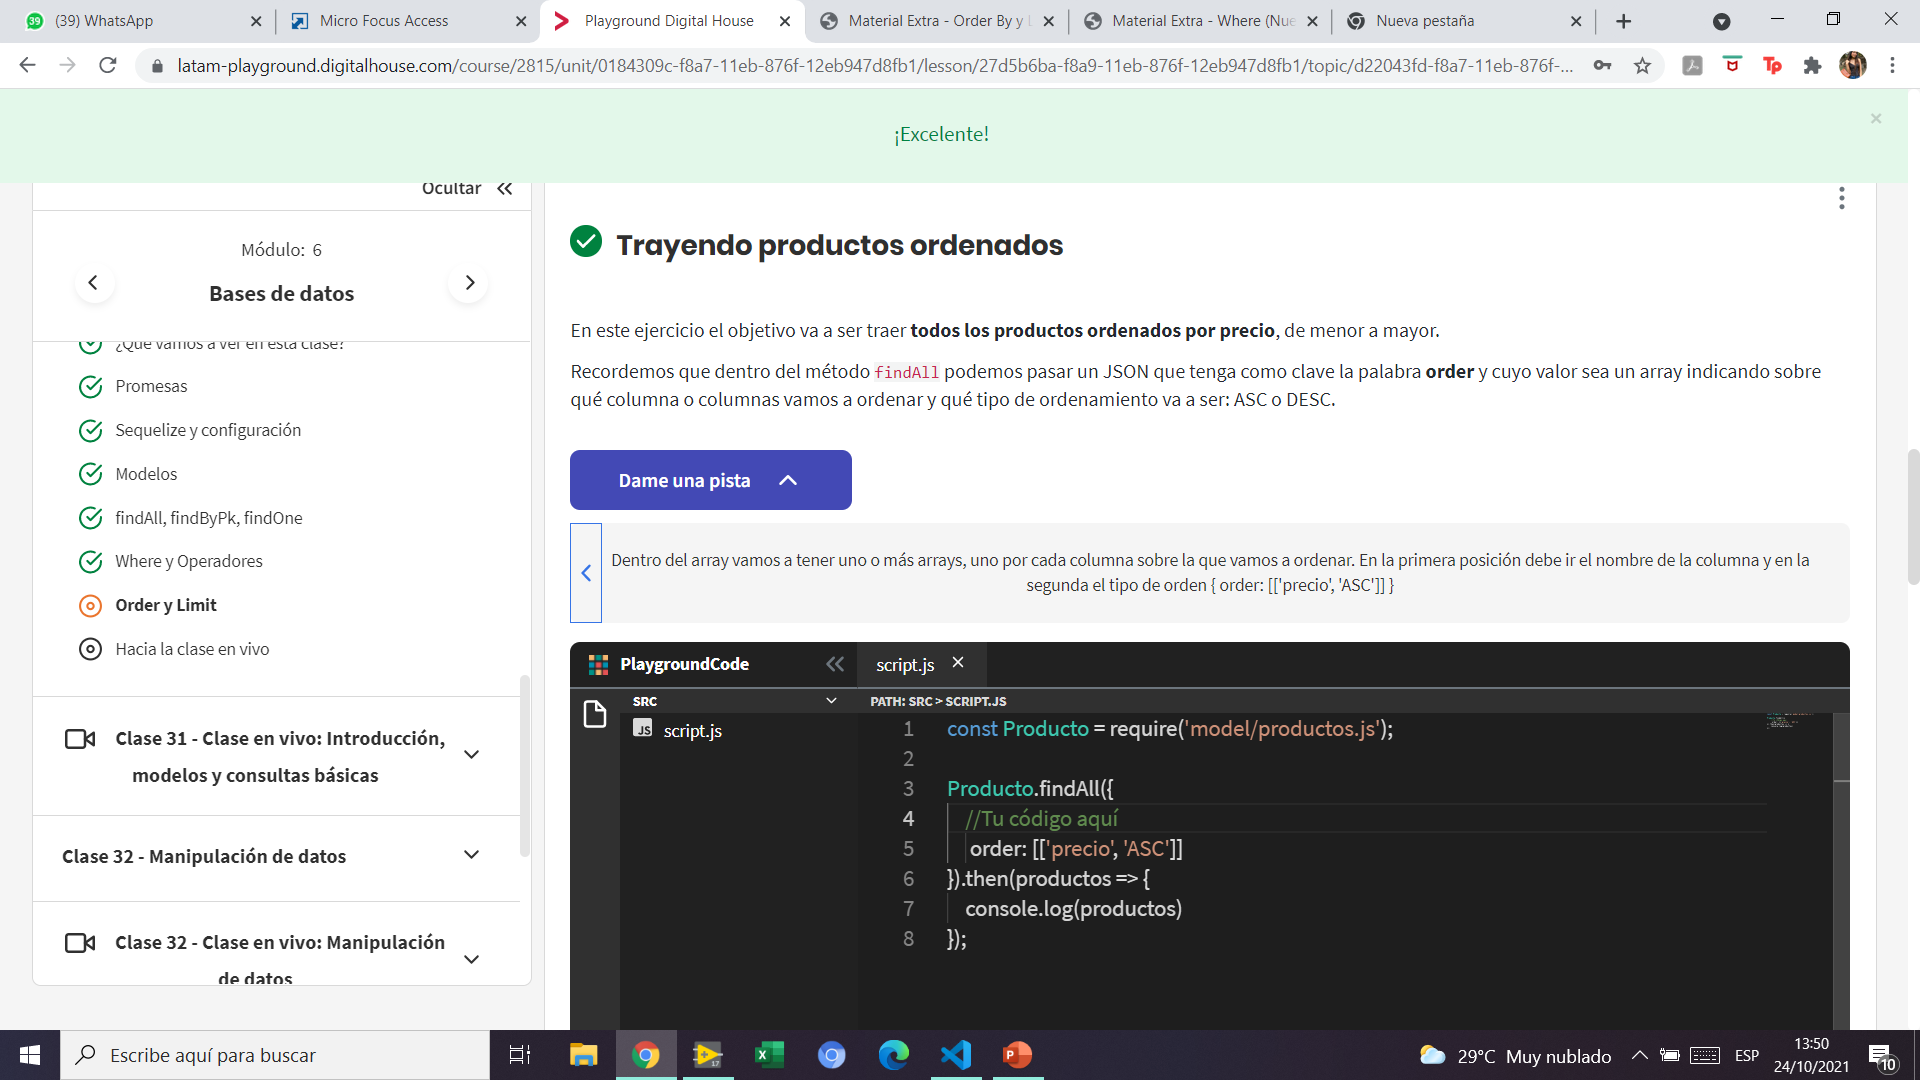 (39) WhatsApp
Micro Focus Access
Playground Digital House
Material Extra - Order By y
Material Extra - Where (Nue
Nueva pestaña
latam-playground.digitalhouse.com/course/2815/unit/0184309c-f8a7-11eb-876f-12eb947d8fb1/lesson/27d5b6ba-f8a9-11eb-876f-12eb947d8fb1/topic/d22043fd-f8a7-11eb-876f-...
¡Excelente!
Ocultar
Módulo: 6
Bases de datos
¿Qué vamos a ver en esta clase?
Promesas
Sequelize y configuración
Modelos
findAll, findByPk, findOne
Where y Operadores
Order y Limit
Hacia la clase en vivo
Clase 31 - Clase en vivo: Introducción,
modelos y consultas básicas
Clase 32 - Manipulación de datos
Clase 32 - Clase en vivo: Manipulación
de datos
Trayendo productos ordenados
En este ejercicio el objetivo va a ser traer todos los productos ordenados por precio, de menor a mayor.
Recordemos que dentro del método findAll podemos pasar un JSON que tenga como clave la palabra order y cuyo valor sea un array indicando sobre
qué columna o columnas vamos a ordenar y qué tipo de ordenamiento va a ser: ASC o DESC.
Dame una pista
Dentro del array vamos a tener uno o más arrays, uno por cada columna sobre la que vamos a ordenar. En la primera posición debe ir el nombre de la columna y en la
segunda el tipo de orden { order: [['precio', 'ASC']] }
PlaygroundCode
script.js
SRC
JS script.js
PATH: SRC > SCRIPT.JS
1 const Producto = require('model/productos.js');
2
3 Producto.findAll({
4 //Tu código aquí
5 order: [['precio', 'ASC']]
6 }).then(productos => {
7 console.log(productos)
8 });
Escribe aquí para buscar
29°C Muy nublado
ESP
13:50
24/10/2021
10